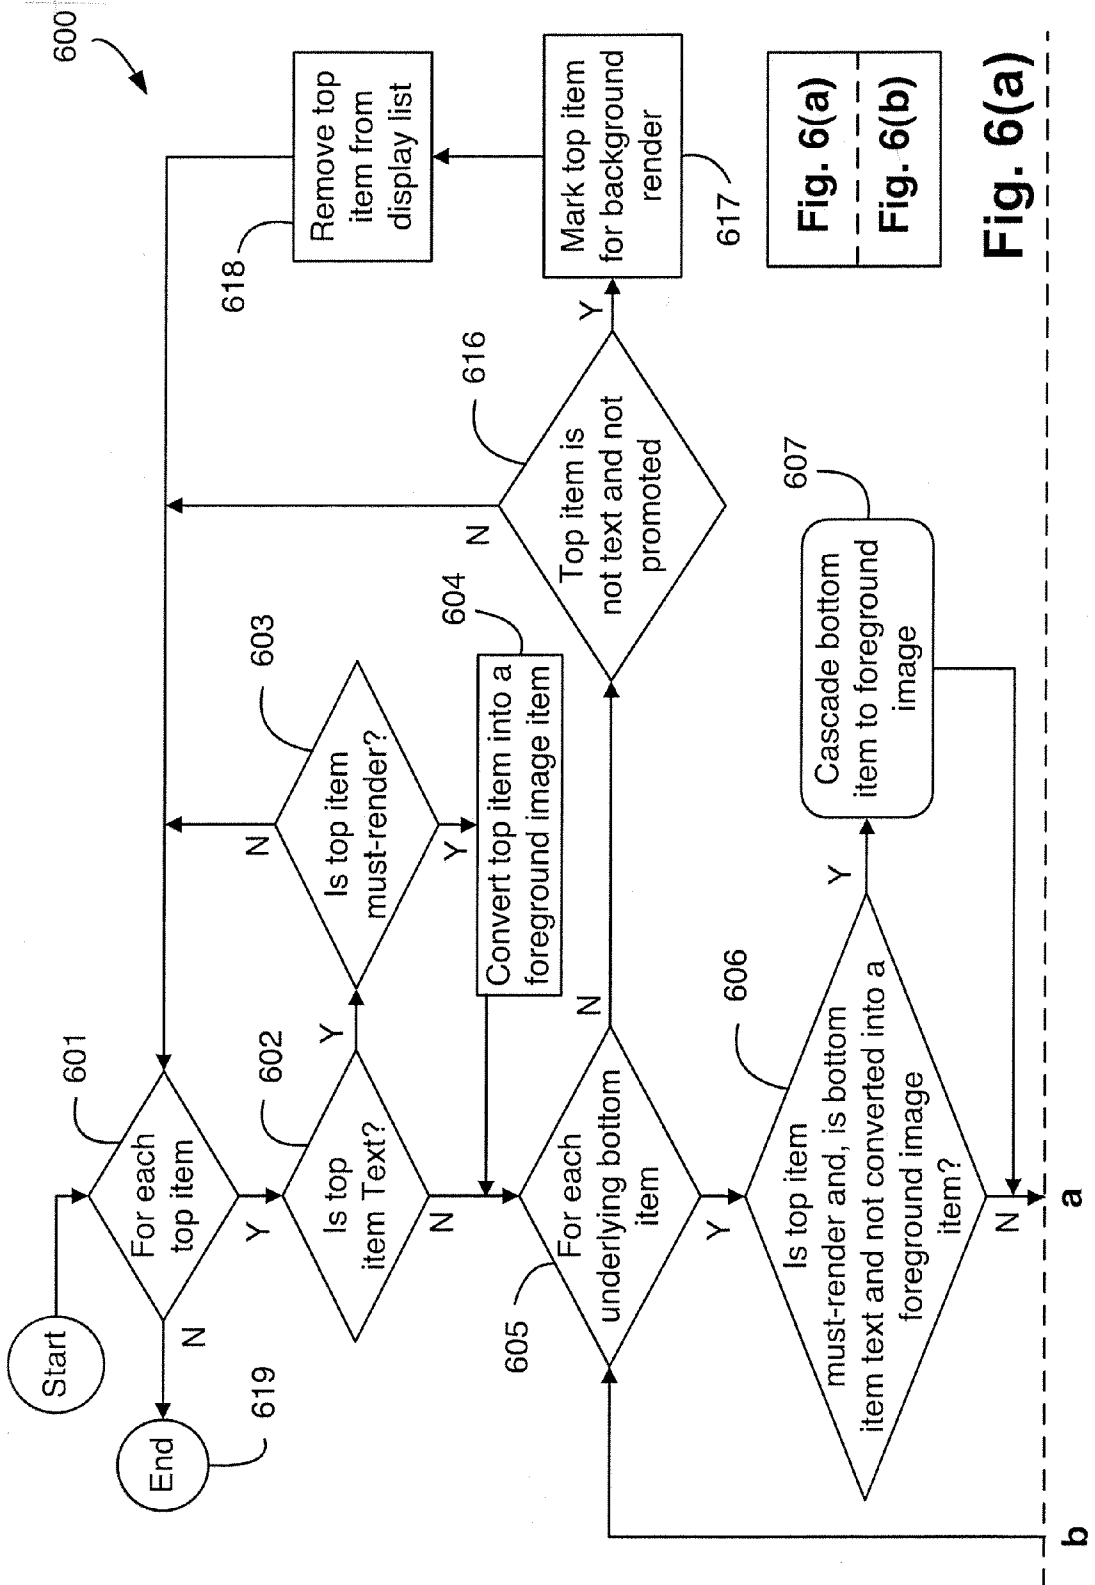 600
Start
601
For each
top item
N
Y
End
619
602
Is top
item Text?
Y
N
603
Is top item
must-render?
N
Y
604
Convert top item into a
foreground image item
605
For each
underlying bottom
item
N
Y
606
Is top item
must-render and, is bottom
item text and not converted into a
foreground image
item?
Y
N
607
Cascade bottom
item to foreground
image
616
Top item is
not text and not
promoted
N
Y
617
Mark top item
for background
render
618
Remove top
item from
display list
b
a
Fig. 6(a)
Fig. 6(b)
Fig. 6(a)